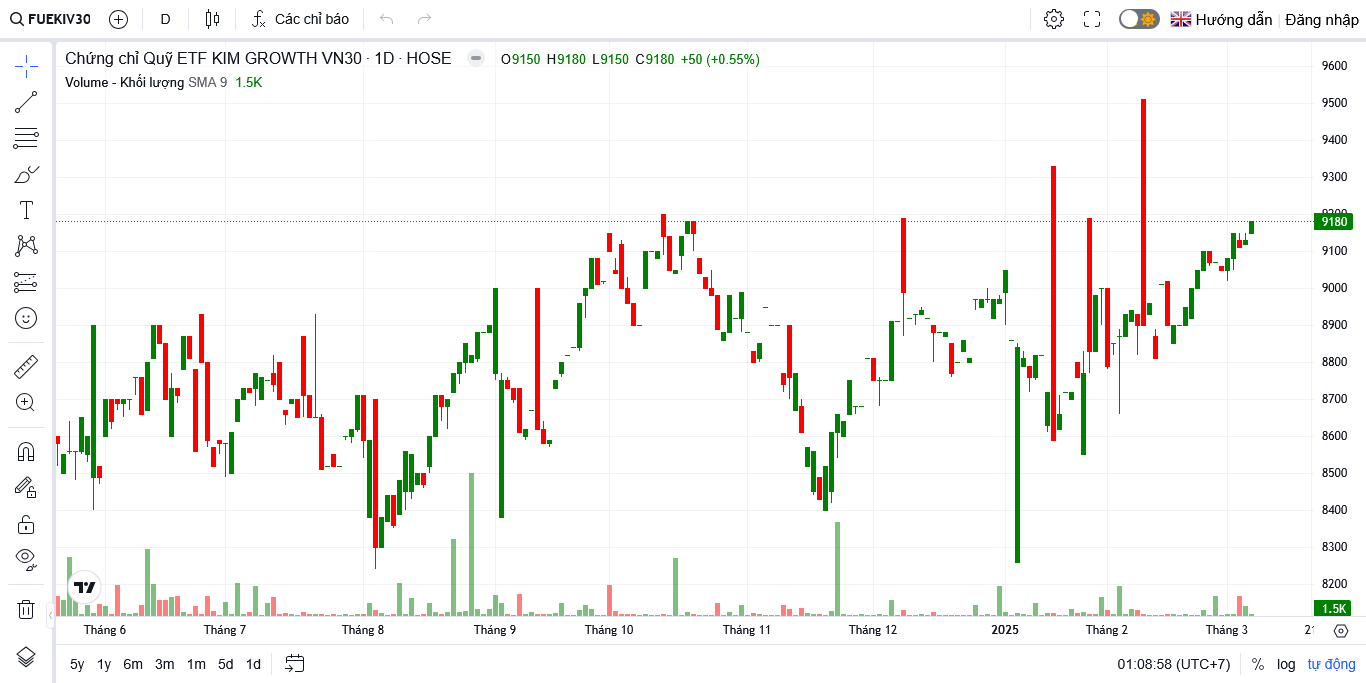 FUEKIV30 D Các chỉ báo Hướng dẫn Đăng nhập
Chứng chỉ Quỹ ETF KIM GROWTH VN30 · 1D · HOSE O9150 H9180 L9150 C9180 +50 (+0.55%)
Volume - Khối lượng SMA 9 1.5K
9600
9500
9400
9300
9200
9180
9100
9000
8900
8800
8700
8600
8500
8400
8300
8200
1.5K
Tháng 6 Tháng 7 Tháng 8 Tháng 9 Tháng 10 Tháng 11 Tháng 12 2025 Tháng 2 Tháng 3
5y 1y 6m 3m 1m 5d 1d 01:08:58 (UTC+7) % log tự động